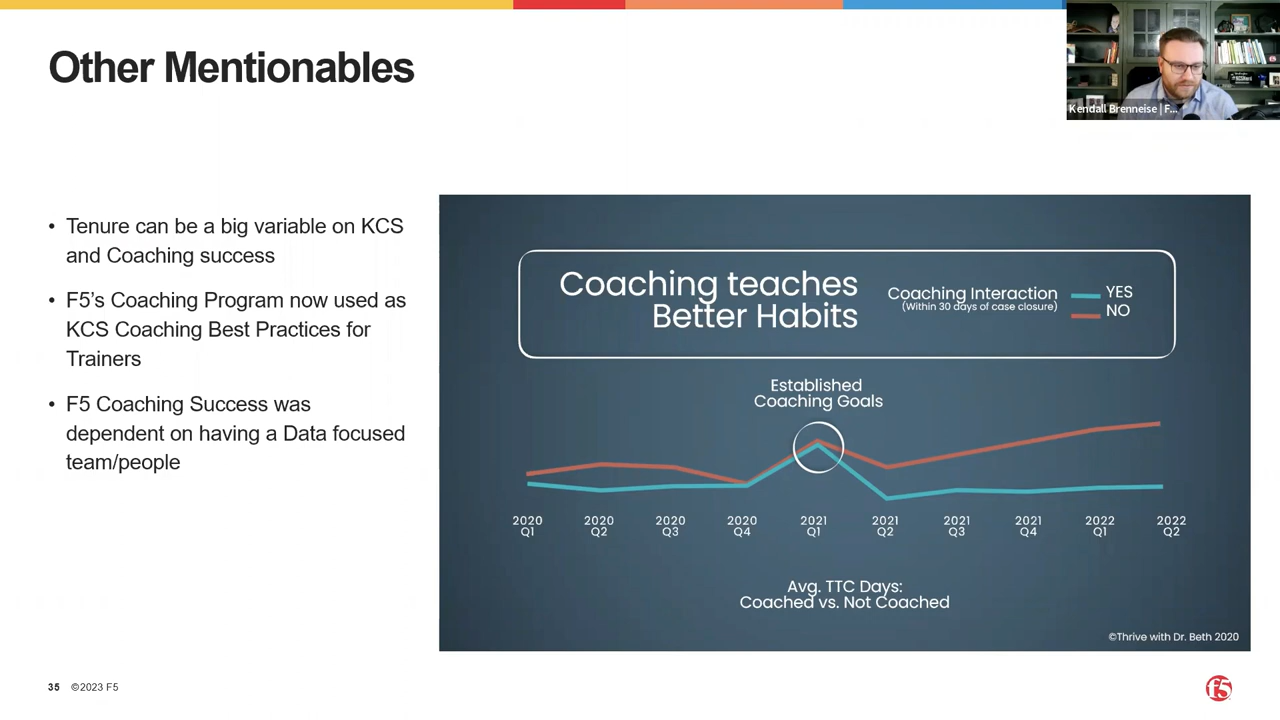 Other Mentionables
Kendall Brenneise | F...
• Tenure can be a big variable on KCS
and Coaching success
• F5’s Coaching Program now used as
KCS Coaching Best Practices for
Trainers
• F5 Coaching Success was
dependent on having a Data focused
team/people
Coaching teaches
Better Habits
Coaching Interaction
(Within 30 days of case closure)
YES
NO
Established
Coaching Goals
2020 2020 2020 2020 2021 2021 2021 2021 2022 2022
Q1 Q2 Q3 Q4 Q1 Q2 Q3 Q4 Q1 Q2
Avg. TTC Days:
Coached vs. Not Coached
©Thrive with Dr. Beth 2020
35 ©2023 F5
f5